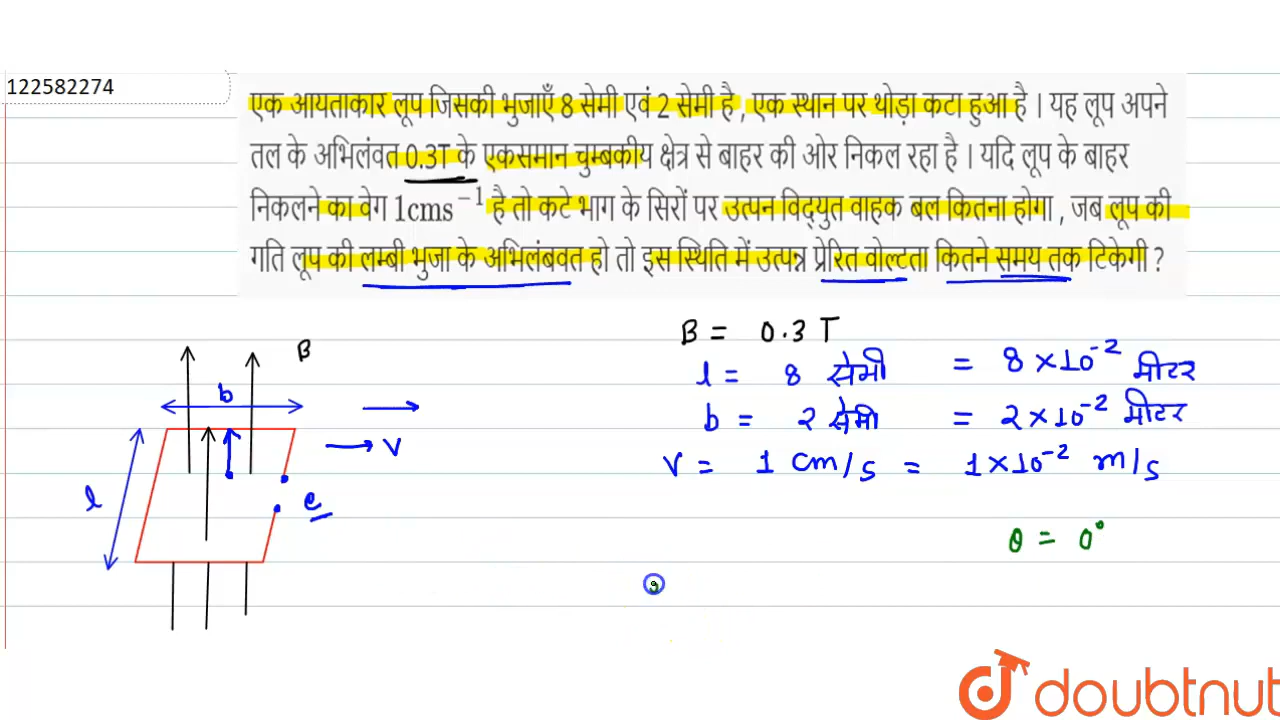 122582274
एक आयताकार लूप जिसकी भुजाएँ 8 सेमी एवं 2 सेमी है , एक स्थान पर थोड़ा कटा हुआ है । यह लूप अपने
तल के अभिलंवत 0.3T के एकसमान चुम्बकीय क्षेत्र से बाहर की ओर निकल रहा है । यदि लूप के बाहर
निकलने का वेग 1cms⁻¹ है तो कटे भाग के सिरों पर उत्पन विद्युत वाहक बल कितना होगा , जब लूप की
गति लूप की लम्बी भुजा के अभिलंबवत हो तो इस स्थिति में उत्पन्न प्रेरित वोल्टता कितने समय तक टिकेगी ?
B = 0.3 T
B
l = 8 सेमी = 8 × 10⁻² मीटर
b
b = 2 सेमी = 2 × 10⁻² मीटर
v
V = 1 cm/s = 1 × 10⁻² m/s
l
e
θ = 0°
doubtnut